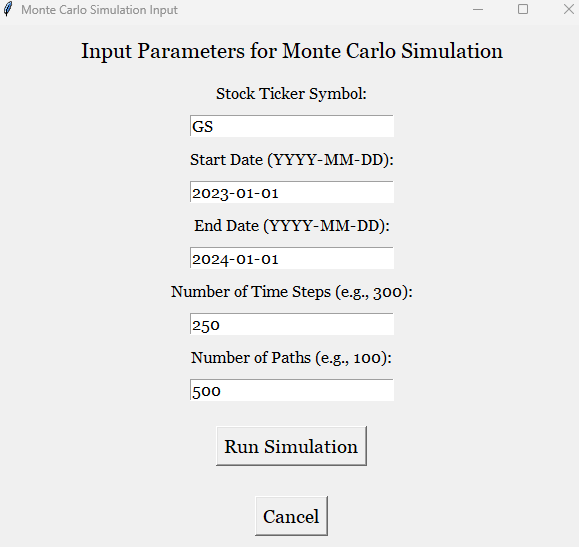 Monte Carlo Simulation Input
Input Parameters for Monte Carlo Simulation
Stock Ticker Symbol:
GS
Start Date (YYYY-MM-DD):
2023-01-01
End Date (YYYY-MM-DD):
2024-01-01
Number of Time Steps (e.g., 300):
250
Number of Paths (e.g., 100):
500
Run Simulation
Cancel